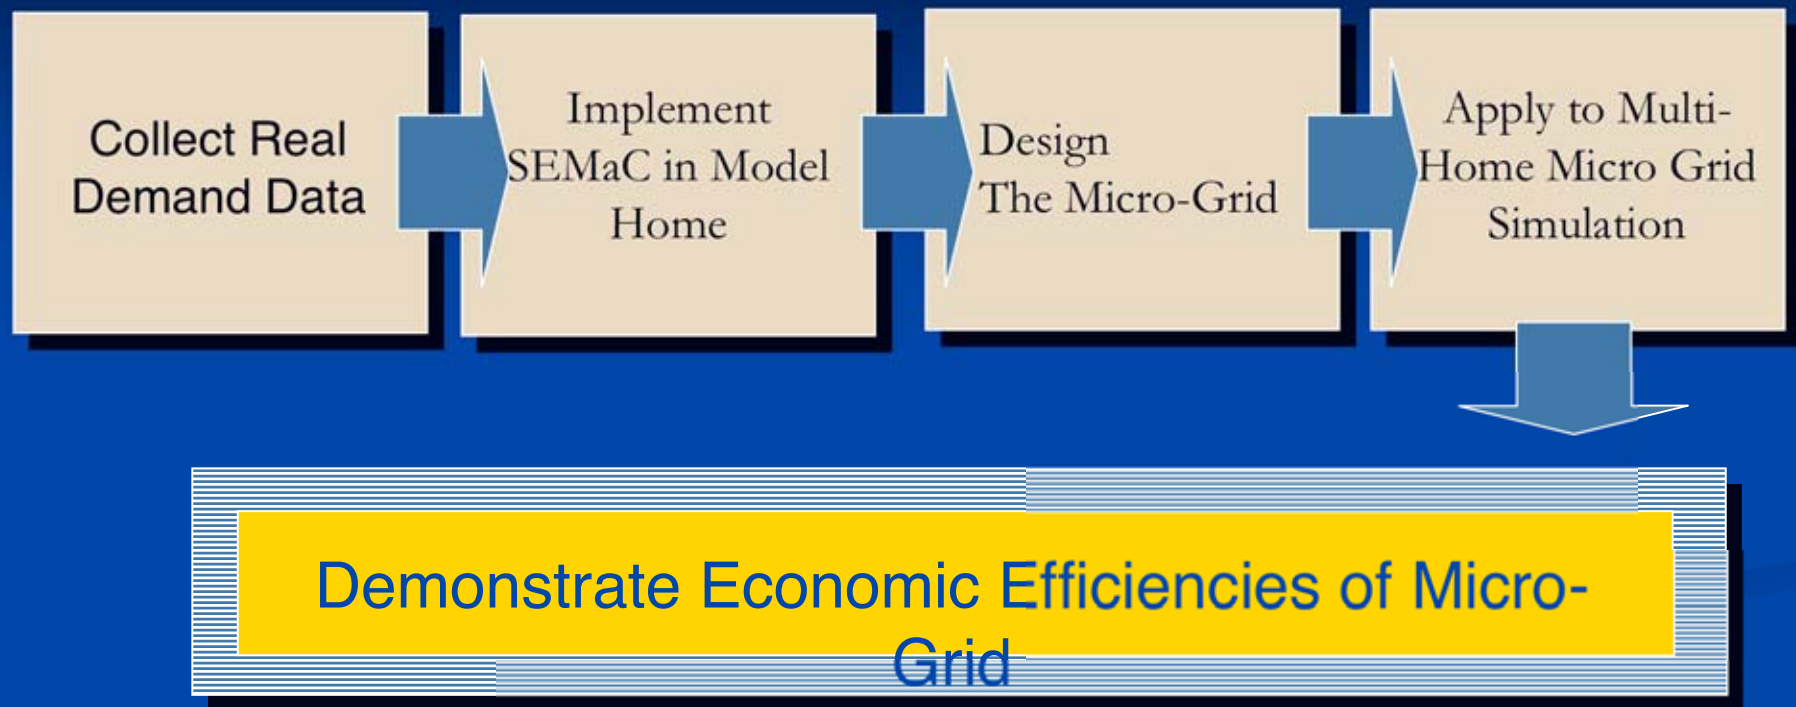 Collect Real
Demand Data
Implement
SEMaC in Model
Home
Design
The Micro-Grid
Apply to Multi-
Home Micro Grid
Simulation
Demonstrate Economic Efficiencies of Micro-
Grid